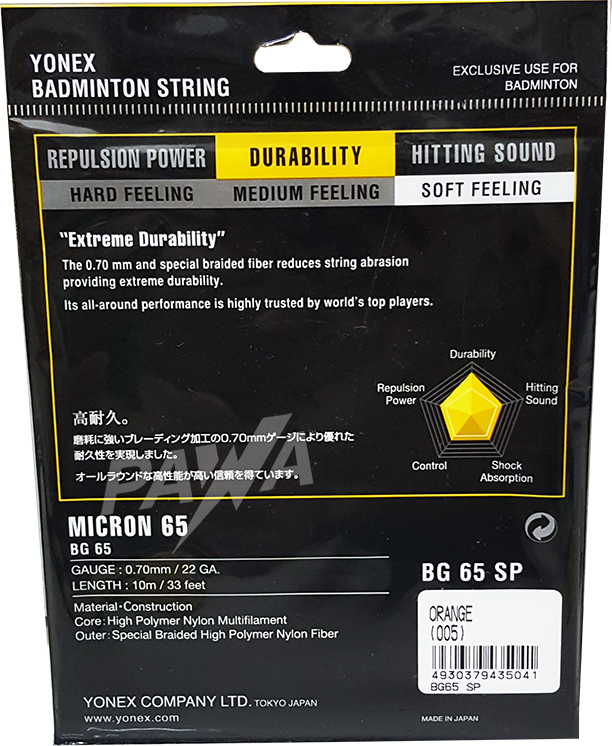 YONEX
BADMINTON STRING
EXCLUSIVE USE FOR
BADMINTON
REPULSION POWER
DURABILITY
HITTING SOUND
HARD FEELING
MEDIUM FEELING
SOFT FEELING
"Extreme Durability"
The 0.70 mm and special braided fiber reduces string abrasion
providing extreme durability.
Its all-around performance is highly trusted by world's top players.
Durability
Repulsion
Power
Hitting
Sound
Control
Shock
Absorption
高耐久。
磨耗に強いブレーディング加工の0.70mmゲージにより優れた
耐久性を実現しました。
オールラウンドな高性能が高い信頼を得ています。
PAWA
MICRON 65
BG 65
GAUGE : 0.70mm / 22 GA.
LENGTH : 10m / 33 feet
Material・Construction
Core : High Polymer Nylon Multifilament
Outer : Special Braided High Polymer Nylon Fiber
BG 65 SP
ORANGE
(005)
4930379435041
BG65 SP
YONEX COMPANY LTD. TOKYO JAPAN
www.yonex.com
MADE IN JAPAN